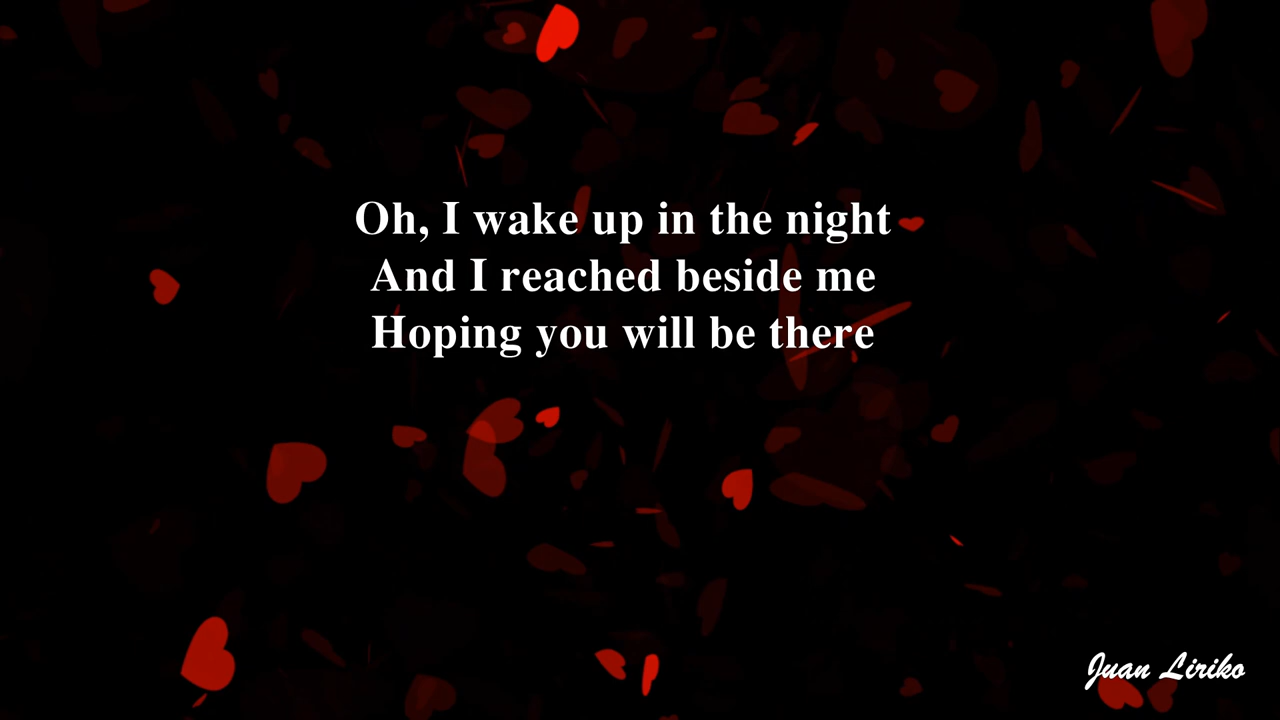 Oh, I wake up in the night
And I reached beside me
Hoping you will be there
Juan Liriko